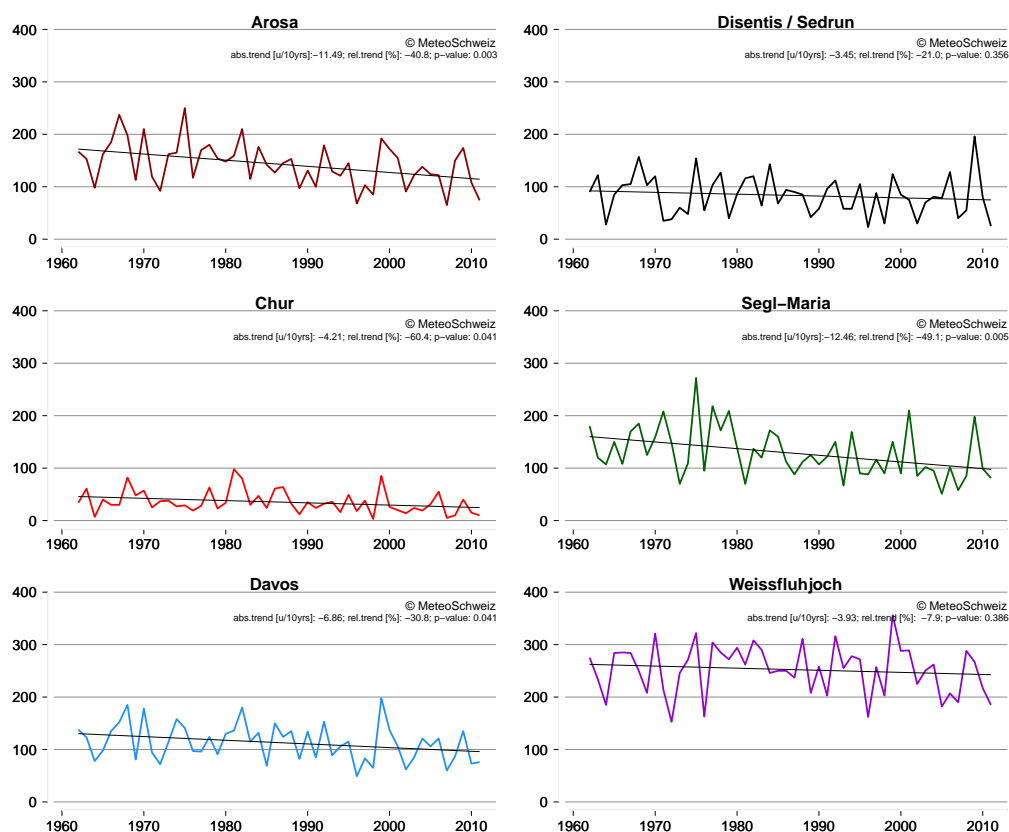 Arosa
400
© MeteoSchweiz
abs.trend [u/10yrs]:−11.49; rel.trend [%]: −40.8; p−value: 0.003
300
200
100
0
1960 1970 1980 1990 2000 2010
Disentis / Sedrun
400
© MeteoSchweiz
abs.trend [u/10yrs]: −3.45; rel.trend [%]: −21.0; p−value: 0.356
300
200
100
0
1960 1970 1980 1990 2000 2010
Chur
400
© MeteoSchweiz
abs.trend [u/10yrs]: −4.21; rel.trend [%]: −60.4; p−value: 0.041
300
200
100
0
1960 1970 1980 1990 2000 2010
Segl−Maria
400
© MeteoSchweiz
abs.trend [u/10yrs]:−12.46; rel.trend [%]: −49.1; p−value: 0.005
300
200
100
0
1960 1970 1980 1990 2000 2010
Davos
400
© MeteoSchweiz
abs.trend [u/10yrs]: −6.86; rel.trend [%]: −30.8; p−value: 0.041
300
200
100
0
1960 1970 1980 1990 2000 2010
Weissfluhjoch
400
© MeteoSchweiz
abs.trend [u/10yrs]: −3.93; rel.trend [%]: −7.9; p−value: 0.386
300
200
100
0
1960 1970 1980 1990 2000 2010